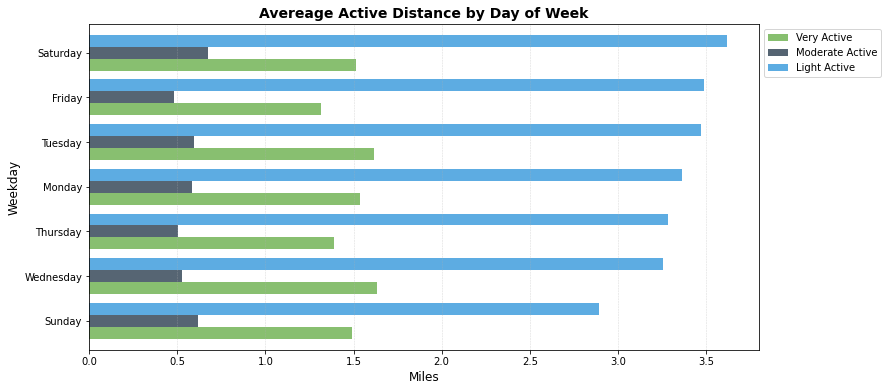 Avereage Active Distance by Day of Week
Very Active
Moderate Active
Light Active
Weekday
Saturday
Friday
Tuesday
Monday
Thursday
Wednesday
Sunday
0.0 0.5 1.0 1.5 2.0 2.5 3.0 3.5
Miles